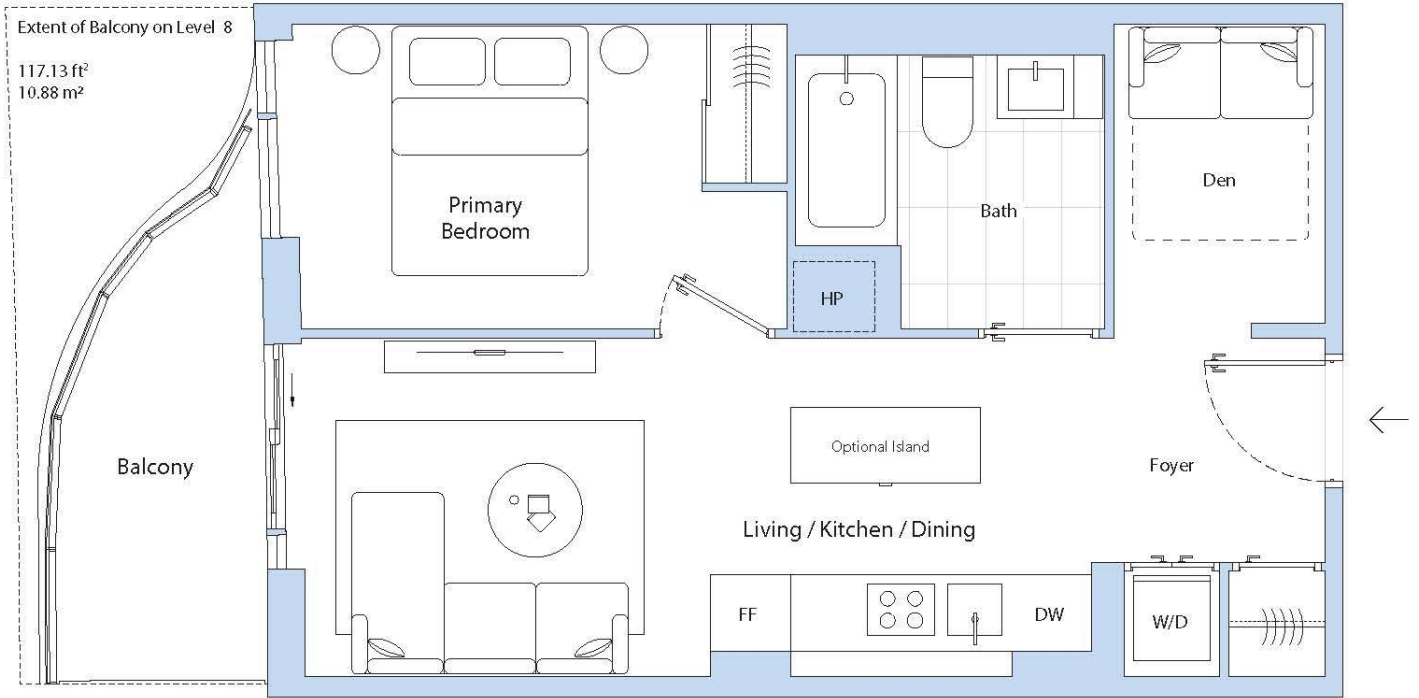 Extent of Balcony on Level 8
117.13 ft²
10.88 m²
Primary
Bedroom
Bath
Den
HP
Balcony
Optional Island
Foyer
Living / Kitchen / Dining
FF
DW
W/D